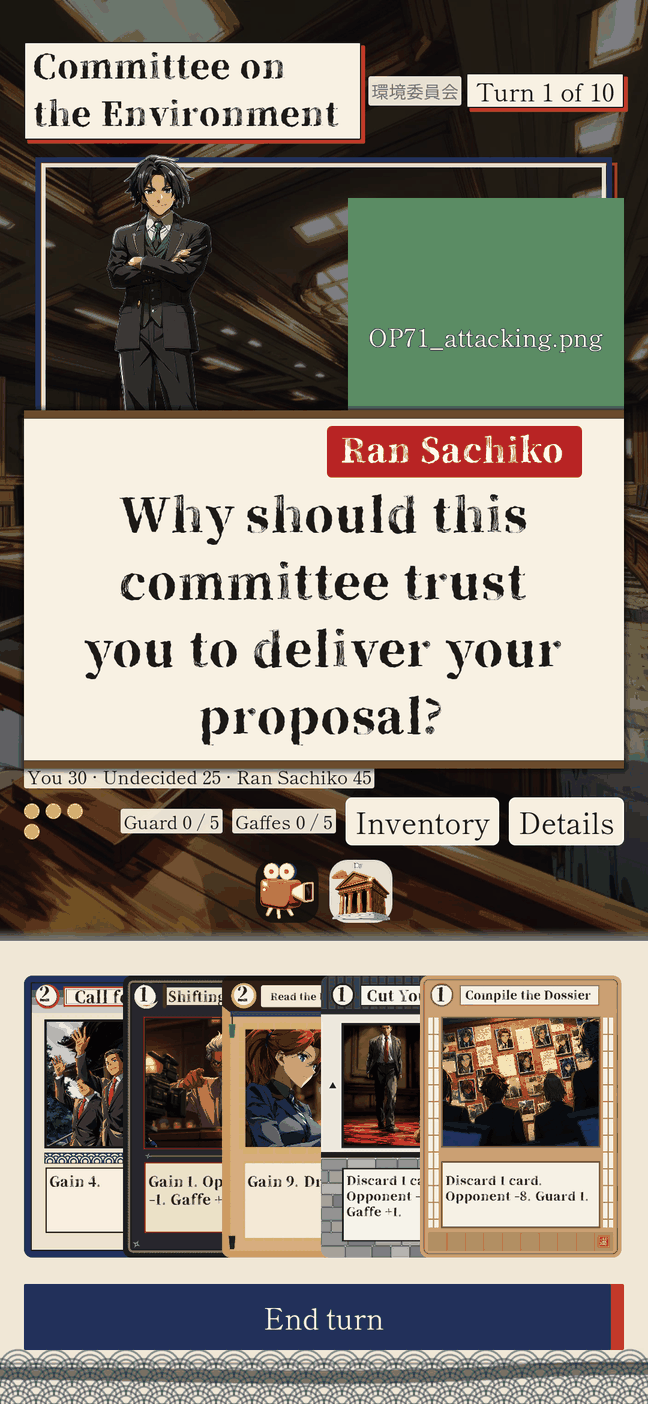 Committee on
the Environment
環境委員会
Turn 1 of 10
OP71_attacking.png
Ran Sachiko
Why should this
committee trust
you to deliver your
proposal?
You 30 · Undecided 25 · Ran Sachiko 45
Guard 0 / 5
Gaffes 0 / 5
Inventory
Details
2
Call f
Gain 4.
1
Shifting
Gain 1. Op
-1. Gaffe +
2
Read the
Gain 9. Dr
1
Cut You
Discard 1 ca
Opponent -
Gaffe +1.
1
Compile the Dossier
Discard 1 card.
Opponent -8. Guard 1.
End turn